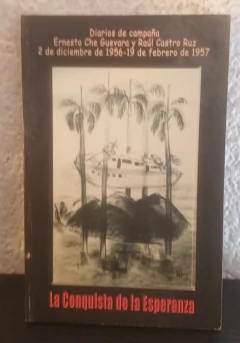 Diarios de campaña
Ernesto Che Guevara y Raúl Castro Ruz
2 de diciembre de 1956-19 de febrero de 1957
La Conquista de la Esperanza